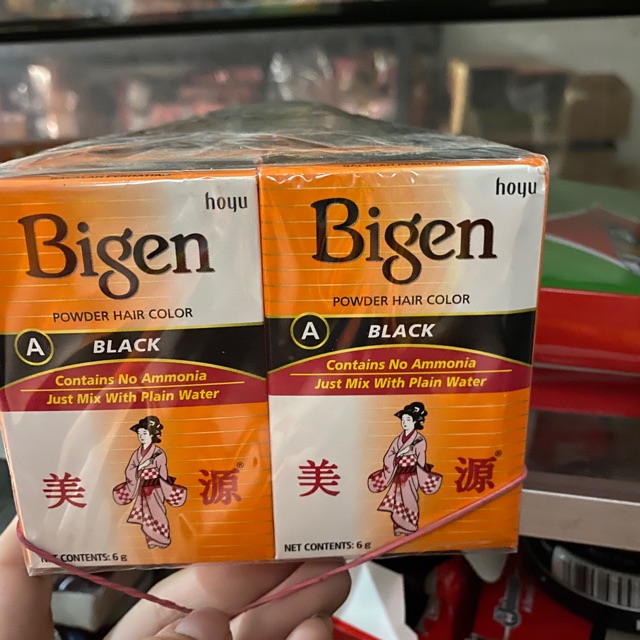 hoyu
Bigen
POWDER HAIR COLOR
A BLACK
Contains No Ammonia
Just Mix With Plain Water
美 源
NET CONTENTS: 6 g
hoyu
Bigen
POWDER HAIR COLOR
A BLACK
Contains No Ammonia
Just Mix With Plain Water
美 源®
NET CONTENTS: 6 g